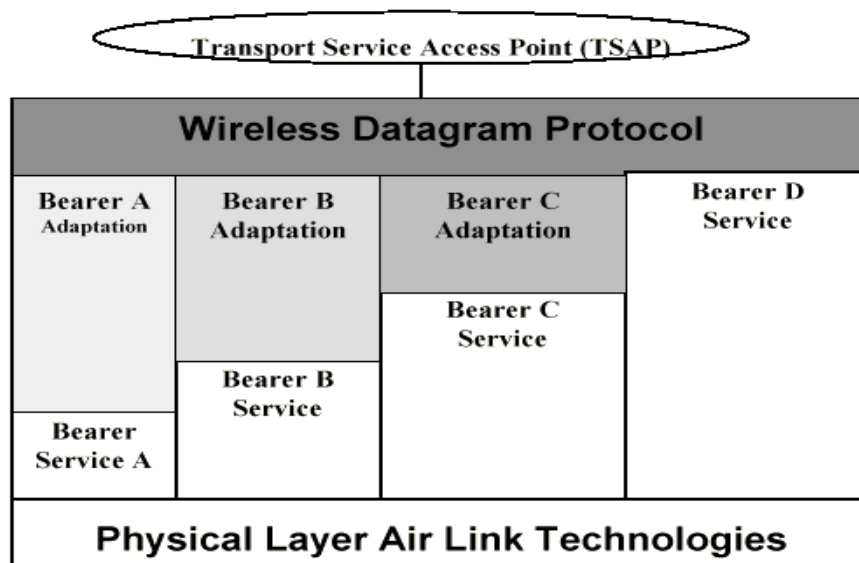 Transport Service Access Point (TSAP)
Wireless Datagram Protocol
Bearer A
Adaptation
Bearer B
Adaptation
Bearer C
Adaptation
Bearer D
Service
Bearer C
Service
Bearer B
Service
Bearer
Service A
Physical Layer Air Link Technologies